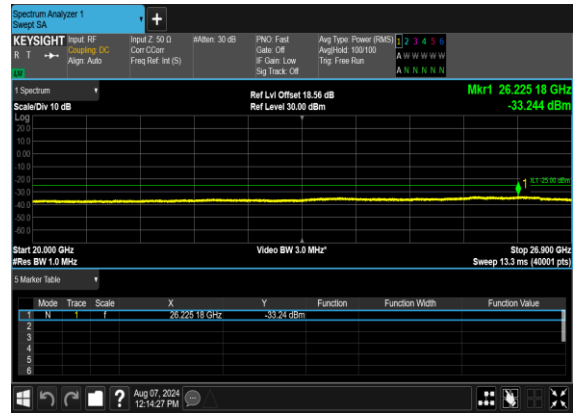 Spectrum Analyzer 1
Swept SA
KEYSIGHT Input: RF Input Z: 50 Ω #Atten: 30 dB PNO: Fast Avg Type: Power (RMS) 1 2 3 4 5 6
R T Coupling: DC Corr CCorr Gate: Off Avg|Hold: 100/100 A W W W W W
Align: Auto Freq Ref: Int (S) IF Gain: Low Trig: Free Run
Sig Track: Off A N N N N N
1 Spectrum Ref Lvl Offset 18.56 dB Mkr1 26.225 18 GHz
Scale/Div 10 dB Ref Level 30.00 dBm -33.244 dBm
Log
20.0
10.0
0.00
-10.0
-20.0
1 DL1 -25.00 dBm
-30.0
-40.0
-50.0
-60.0
Start 20.000 GHz Video BW 3.0 MHz* Stop 26.900 GHz
#Res BW 1.0 MHz Sweep 13.3 ms (40001 pts)
5 Marker Table
Mode Trace Scale X Y Function Function Width Function Value
1 N 1 f 26.225 18 GHz -33.24 dBm
2
3
4
5
6
? Aug 07, 2024
12:14:27 PM